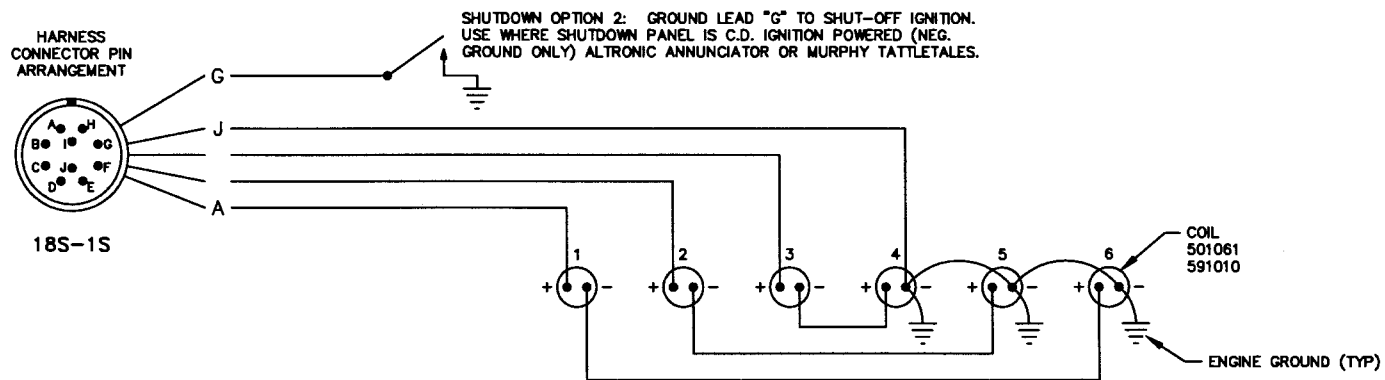 SHUTDOWN OPTION 2: GROUND LEAD "G" TO SHUT-OFF IGNITION.
USE WHERE SHUTDOWN PANEL IS C.D. IGNITION POWERED (NEG.
GROUND ONLY) ALTRONIC ANNUNCIATOR OR MURPHY TATTLETALES.
HARNESS
CONNECTOR PIN
ARRANGEMENT
G
A H
B I G
C J F
D E
J
A
18S-1S
1 2 3 4 5 6
COIL
501061
591010
+ - + - + - + - + - + -
ENGINE GROUND (TYP)